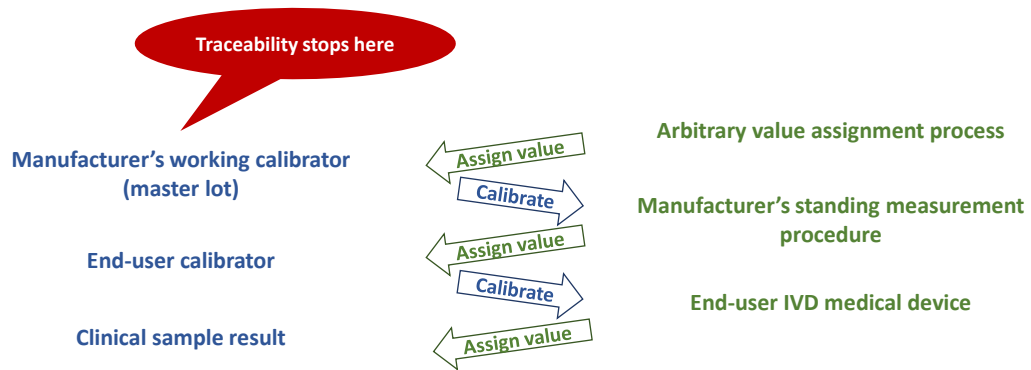 Traceability stops here
Arbitrary value assignment process
Assign value
Manufacturer’s working calibrator
(master lot)
Calibrate
Manufacturer’s standing measurement
procedure
Assign value
End-user calibrator
Calibrate
End-user IVD medical device
Assign value
Clinical sample result